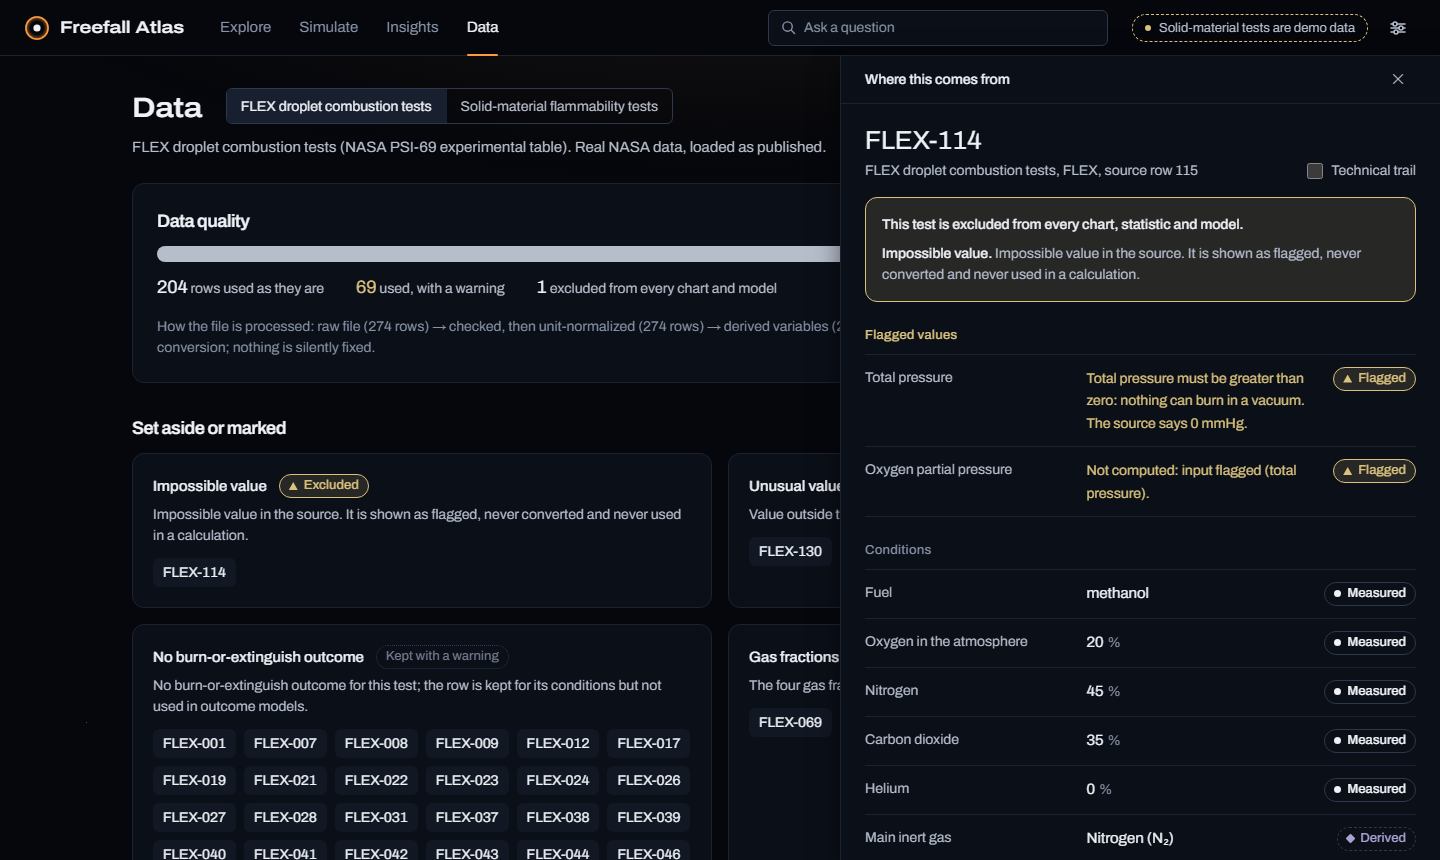 Freefall Atlas
Explore
Simulate
Insights
Data
Ask a question
Solid-material tests are demo data
Data
FLEX droplet combustion tests
Solid-material flammability tests
FLEX droplet combustion tests (NASA PSI-69 experimental table). Real NASA data, loaded as published.
Data quality
204 rows used as they are
69 used, with a warning
1 excluded from every chart and model
How the file is processed: raw file (274 rows) → checked, then unit-normalized (274 rows) → derived variables (2
conversion; nothing is silently fixed.
Set aside or marked
Impossible value
Excluded
Impossible value in the source. It is shown as flagged, never converted and never used
in a calculation.
FLEX-114
Unusual value
Value outside t
FLEX-130
No burn-or-extinguish outcome
Kept with a warning
No burn-or-extinguish outcome for this test; the row is kept for its conditions but not
used in outcome models.
FLEX-001 FLEX-007 FLEX-008 FLEX-009 FLEX-012 FLEX-017
FLEX-019 FLEX-021 FLEX-022 FLEX-023 FLEX-024 FLEX-026
FLEX-027 FLEX-028 FLEX-031 FLEX-037 FLEX-038 FLEX-039
FLEX-040 FLEX-041 FLEX-042 FLEX-043 FLEX-044 FLEX-046
Gas fractions
The four gas fra
FLEX-069
Where this comes from
FLEX-114
FLEX droplet combustion tests, FLEX, source row 115
Technical trail
This test is excluded from every chart, statistic and model.
Impossible value. Impossible value in the source. It is shown as flagged, never
converted and never used in a calculation.
Flagged values
Total pressure
Total pressure must be greater than
zero: nothing can burn in a vacuum.
The source says 0 mmHg.
Flagged
Oxygen partial pressure
Not computed: input flagged (total
pressure).
Flagged
Conditions
Fuel methanol Measured
Oxygen in the atmosphere 20 % Measured
Nitrogen 45 % Measured
Carbon dioxide 35 % Measured
Helium 0 % Measured
Main inert gas Nitrogen (N₂) Derived